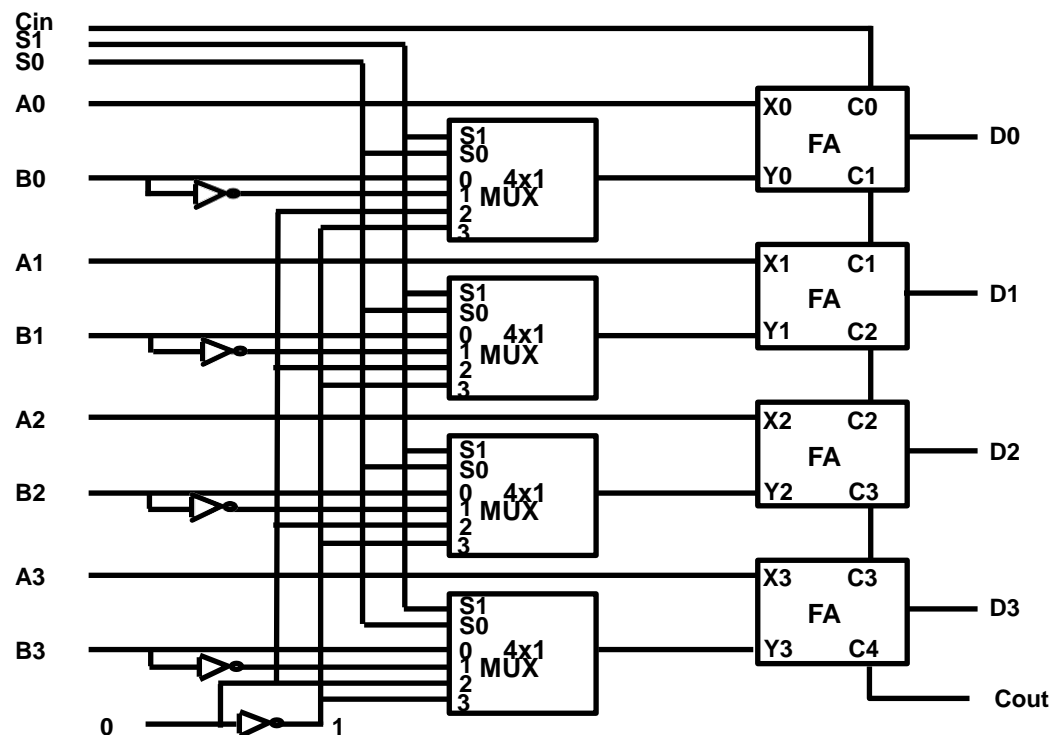 Cin
S1
S0
A0
X0 C0
FA
D0
S1
S0
B0
0 4x1
1 MUX
2
3
Y0 C1
A1
X1 C1
FA
D1
S1
S0
B1
0 4x1
1 MUX
2
3
Y1 C2
A2
X2 C2
FA
D2
S1
S0
B2
0 4x1
1 MUX
2
3
Y2 C3
A3
X3 C3
FA
D3
S1
S0
B3
0 4x1
1 MUX
2
3
Y3 C4
Cout
0 1